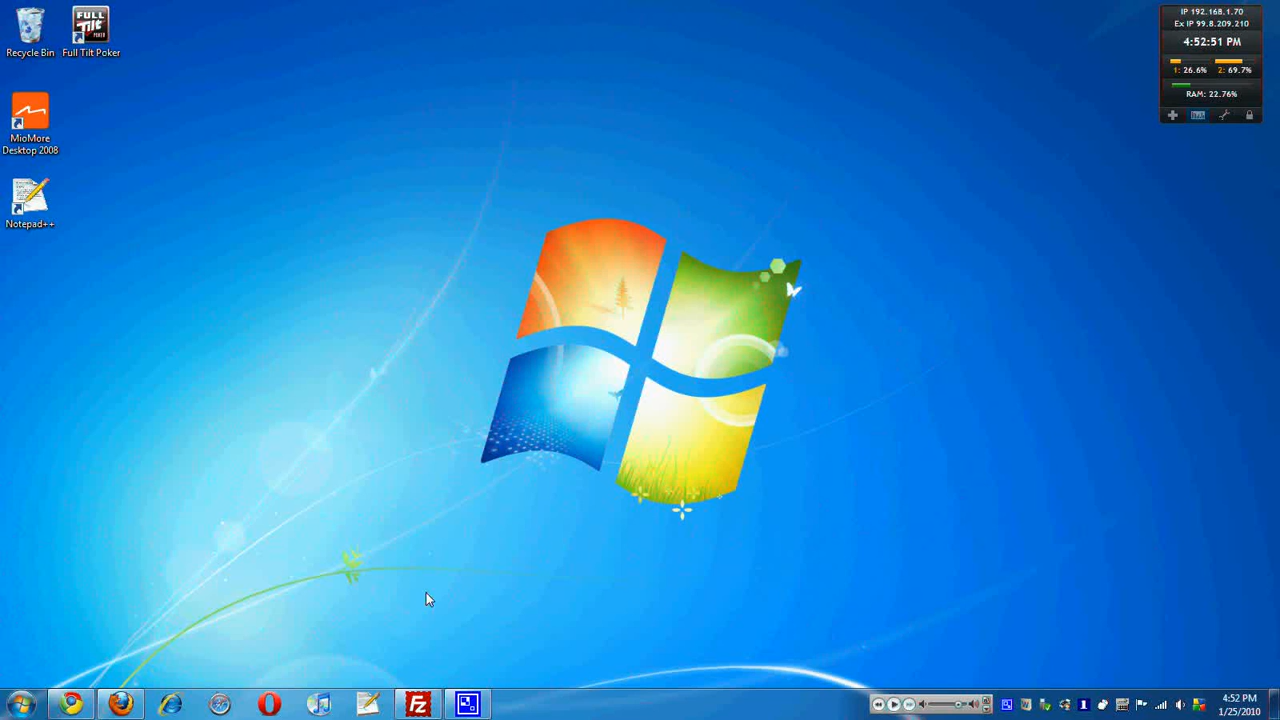 Recycle Bin
FULL TILT POKER
Full Tilt Poker
MioMore
Desktop 2008
Notepad++
IP 192.168.1.70
Ex IP 99.8.209.210
4:52:51 PM
1: 26.6% 2: 69.7%
RAM: 22.76%
4:52 PM
1/25/2010